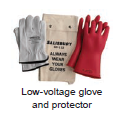 SALISBURY
ALWAYS
WEAR
YOUR
GLOVES
Low-voltage glove
and protector